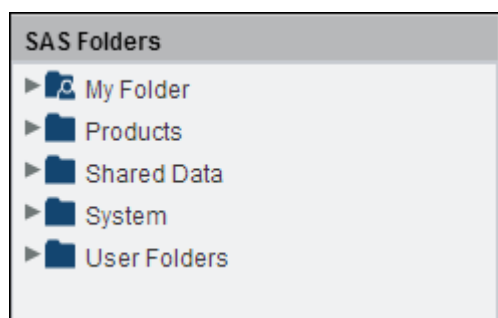 SAS Folders
My Folder
Products
Shared Data
System
User Folders